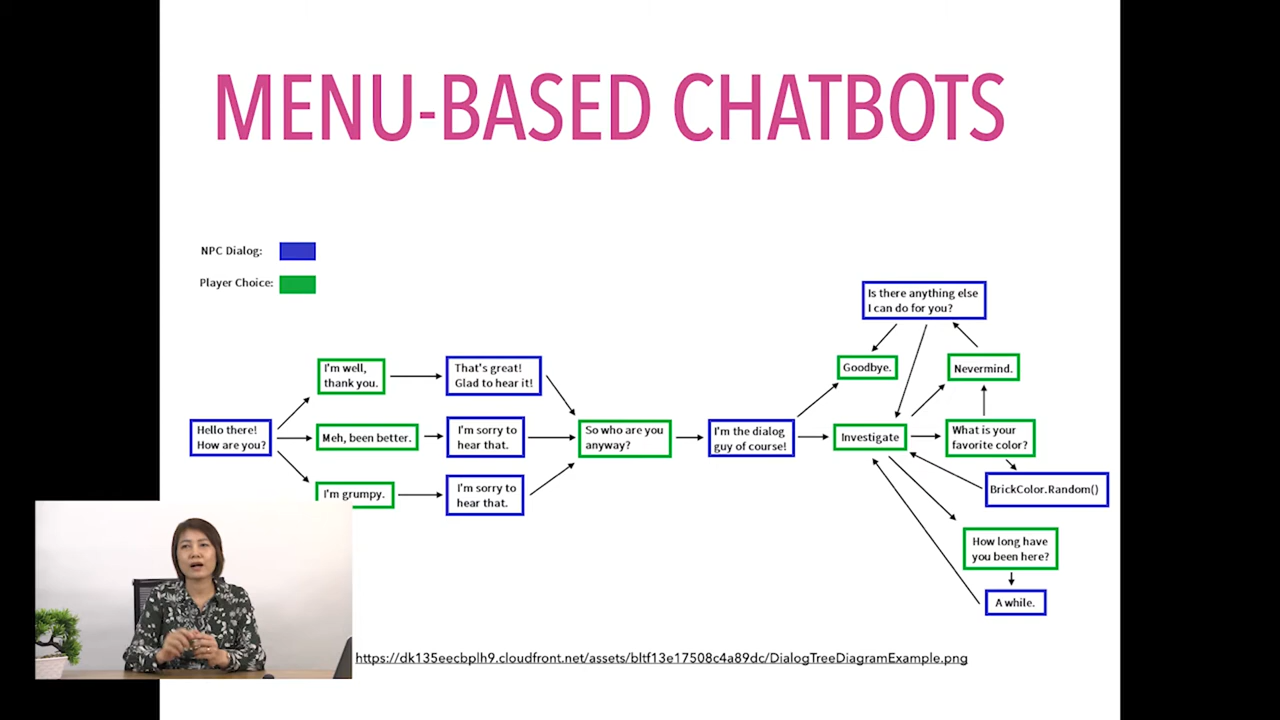 MENU-BASED CHATBOTS
NPC Dialog:
Player Choice:
Hello there!
How are you?
I'm well,
thank you.
Meh, been better.
I'm grumpy.
That's great!
Glad to hear it!
I'm sorry to
hear that.
I'm sorry to
hear that.
So who are you
anyway?
I'm the dialog
guy of course!
Is there anything else
I can do for you?
Goodbye.
Nevermind.
Investigate
What is your
favorite color?
BrickColor.Random()
How long have
you been here?
A while.
https://dk135eecbplh9.cloudfront.net/assets/bltf13e17508c4a89dc/DialogTreeDiagramExample.png